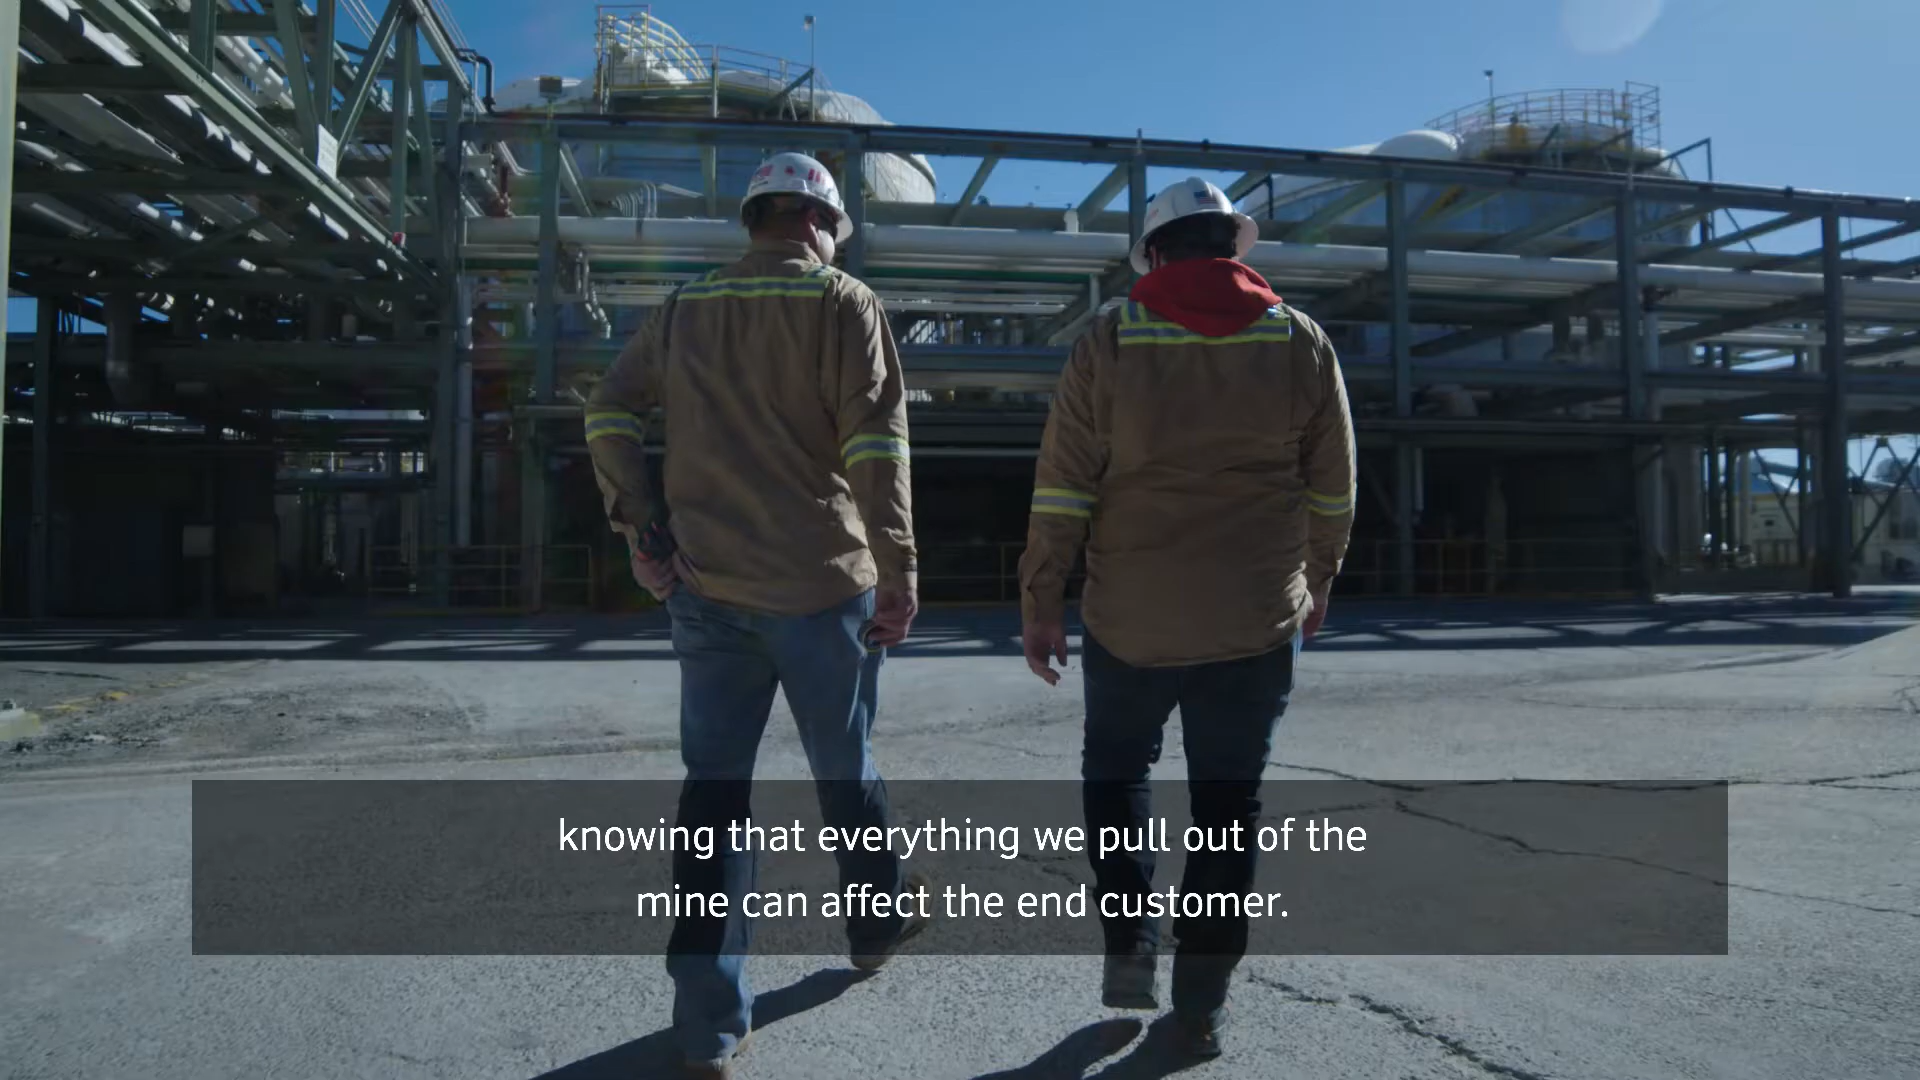 knowing that everything we pull out of the
mine can affect the end customer.